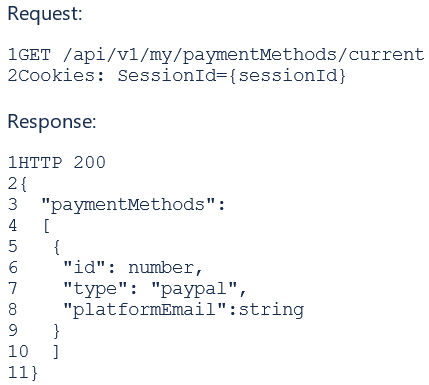 Request:
1GET /api/v1/my/paymentMethods/current
2Cookies: SessionId={sessionId}
Response:
1HTTP 200
2{
3  "paymentMethods":
4  [
5   {
6    "id": number,
7    "type": "paypal",
8    "platformEmail":string
9   }
10  ]
11}